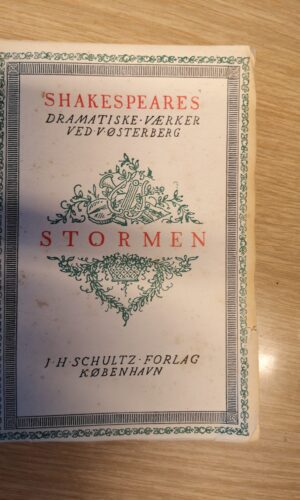 SHAKESPEARES
DRAMATISKE·VÆRKER
VED·V·ØSTERBERG
STORMEN
J·H·SCHULTZ·FORLAG
KØBENHAVN